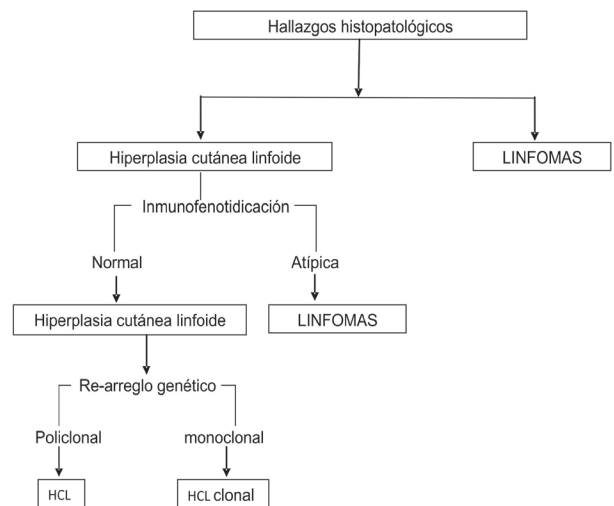 Hallazgos histopatológicos
Hiperplasia cutánea linfoide
LINFOMAS
Inmunofenotidicación
Normal
Atípica
Hiperplasia cutánea linfoide
LINFOMAS
Re-arreglo genético
Policlonal
monoclonal
HCL
HCL clonal